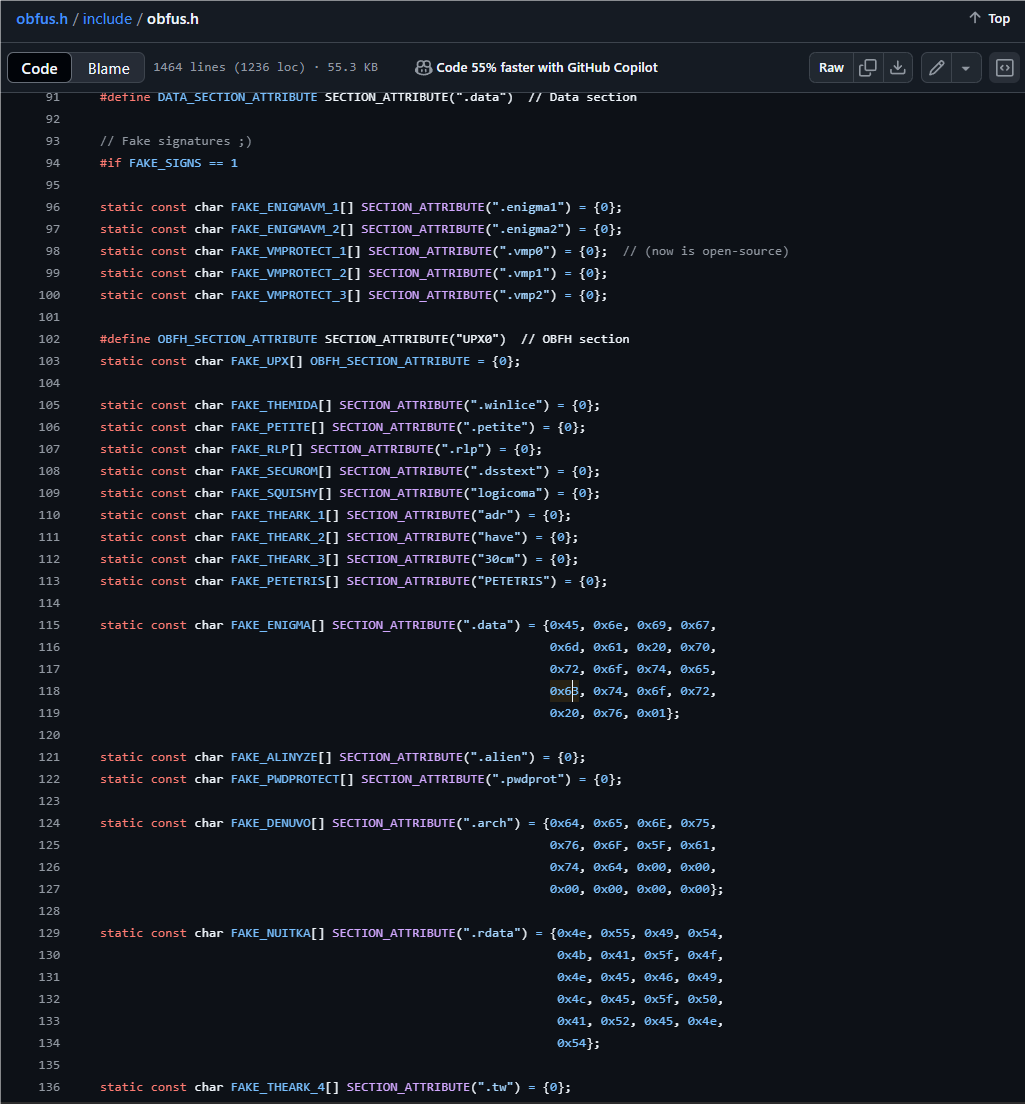 obfus.h / include / obfus.h
Top
Code Blame 1464 lines (1236 loc) · 55.3 KB Code 55% faster with GitHub Copilot Raw
91 #define DATA_SECTION_ATTRIBUTE SECTION_ATTRIBUTE(".data")  // Data section
92
93 // Fake signatures ;)
94 #if FAKE_SIGNS == 1
95
96 static const char FAKE_ENIGMAVM_1[] SECTION_ATTRIBUTE(".enigma1") = {0};
97 static const char FAKE_ENIGMAVM_2[] SECTION_ATTRIBUTE(".enigma2") = {0};
98 static const char FAKE_VMPROTECT_1[] SECTION_ATTRIBUTE(".vmp0") = {0};  // (now is open-source)
99 static const char FAKE_VMPROTECT_2[] SECTION_ATTRIBUTE(".vmp1") = {0};
100 static const char FAKE_VMPROTECT_3[] SECTION_ATTRIBUTE(".vmp2") = {0};
101
102 #define OBFH_SECTION_ATTRIBUTE SECTION_ATTRIBUTE("UPX0")  // OBFH section
103 static const char FAKE_UPX[] OBFH_SECTION_ATTRIBUTE = {0};
104
105 static const char FAKE_THEMIDA[] SECTION_ATTRIBUTE(".winlice") = {0};
106 static const char FAKE_PETITE[] SECTION_ATTRIBUTE(".petite") = {0};
107 static const char FAKE_RLP[] SECTION_ATTRIBUTE(".rlp") = {0};
108 static const char FAKE_SECUROM[] SECTION_ATTRIBUTE(".dsstext") = {0};
109 static const char FAKE_SQUISHY[] SECTION_ATTRIBUTE("logicoma") = {0};
110 static const char FAKE_THEARK_1[] SECTION_ATTRIBUTE("adr") = {0};
111 static const char FAKE_THEARK_2[] SECTION_ATTRIBUTE("have") = {0};
112 static const char FAKE_THEARK_3[] SECTION_ATTRIBUTE("30cm") = {0};
113 static const char FAKE_PETETRIS[] SECTION_ATTRIBUTE("PETETRIS") = {0};
114
115 static const char FAKE_ENIGMA[] SECTION_ATTRIBUTE(".data") = {0x45, 0x6e, 0x69, 0x67,
116 0x6d, 0x61, 0x20, 0x70,
117 0x72, 0x6f, 0x74, 0x65,
118 0x63, 0x74, 0x6f, 0x72,
119 0x20, 0x76, 0x01};
120
121 static const char FAKE_ALINYZE[] SECTION_ATTRIBUTE(".alien") = {0};
122 static const char FAKE_PWDPROTECT[] SECTION_ATTRIBUTE(".pwdprot") = {0};
123
124 static const char FAKE_DENUVO[] SECTION_ATTRIBUTE(".arch") = {0x64, 0x65, 0x6E, 0x75,
125 0x76, 0x6F, 0x5F, 0x61,
126 0x74, 0x64, 0x00, 0x00,
127 0x00, 0x00, 0x00, 0x00};
128
129 static const char FAKE_NUITKA[] SECTION_ATTRIBUTE(".rdata") = {0x4e, 0x55, 0x49, 0x54,
130 0x4b, 0x41, 0x5f, 0x4f,
131 0x4e, 0x45, 0x46, 0x49,
132 0x4c, 0x45, 0x5f, 0x50,
133 0x41, 0x52, 0x45, 0x4e,
134 0x54};
135
136 static const char FAKE_THEARK_4[] SECTION_ATTRIBUTE(".tw") = {0};